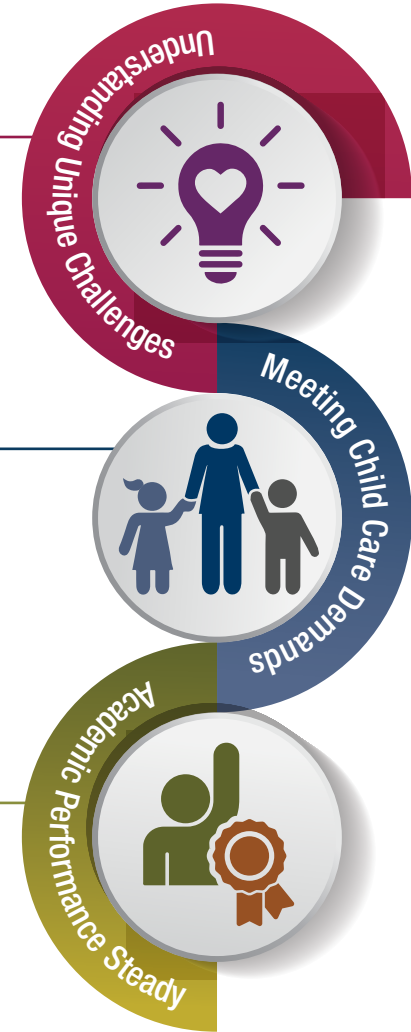 Understanding Unique Challenges
Meeting Child Care Demands
Academic Performance Steady